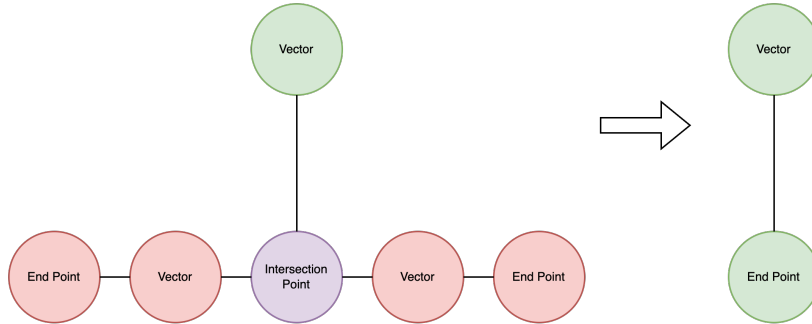 Vector
Vector
End Point
Vector
Intersection
Point
Vector
End Point
End Point